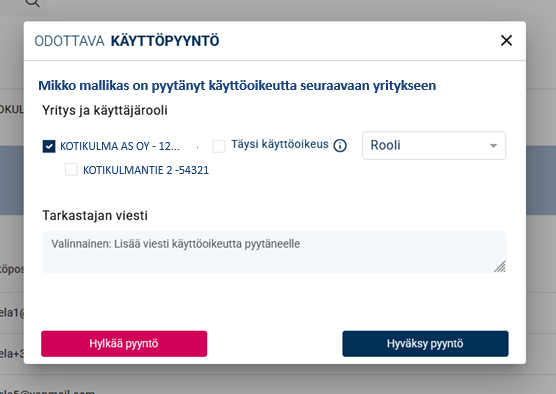 ODOTTAVA KÄYTTÖPYYNTÖ
Mikko mallikas on pyytänyt käyttöoikeutta seuraavaan yritykseen
Yritys ja käyttäjärooli
KOTIKULMA AS OY - 12... Täysi käyttöoikeus Rooli
KOTIKULMANTIE 2 -54321
Tarkastajan viesti
Valinnainen: Lisää viesti käyttöoikeutta pyytäneelle
Hylkää pyyntö Hyväksy pyyntö